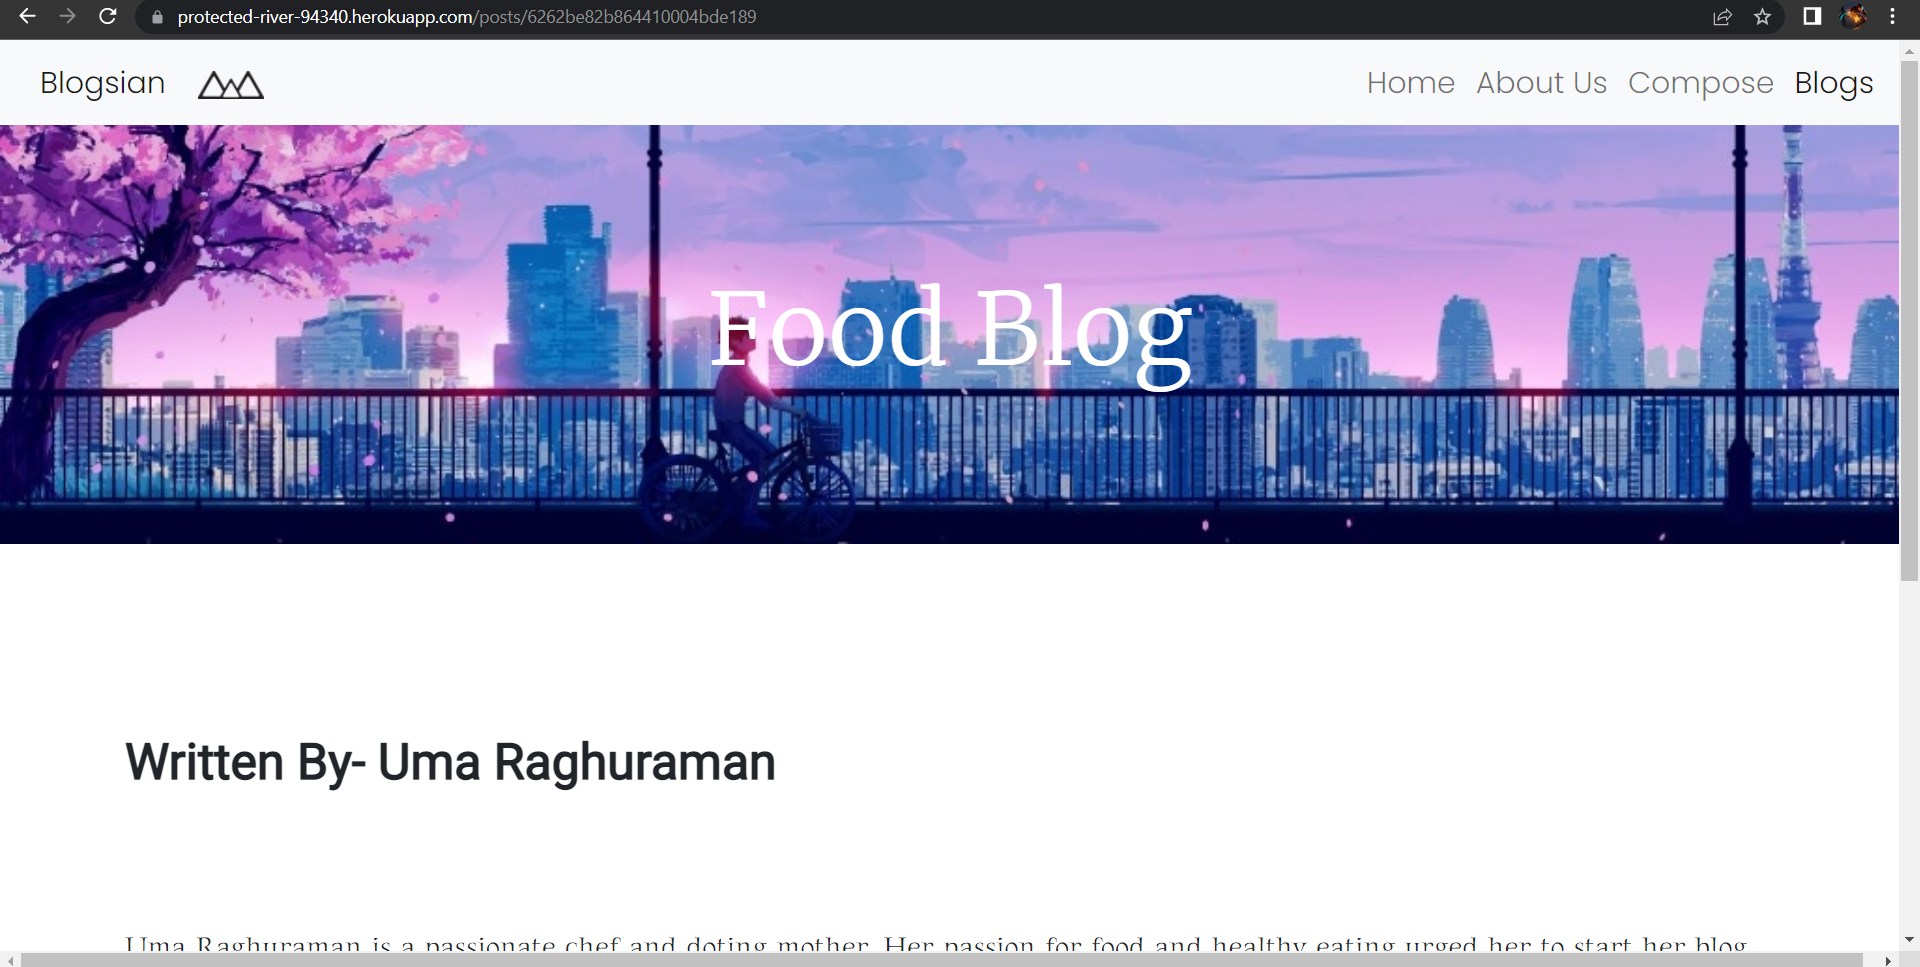 protected-river-94340.herokuapp.com/posts/6262be82b864410004bde189
Blogsian Home About Us Compose Blogs
Food Blog
Written By- Uma Raghuraman
Uma Raghuraman is a passionate chef and doting mother. Her passion for food and healthy eating urged her to start her blog